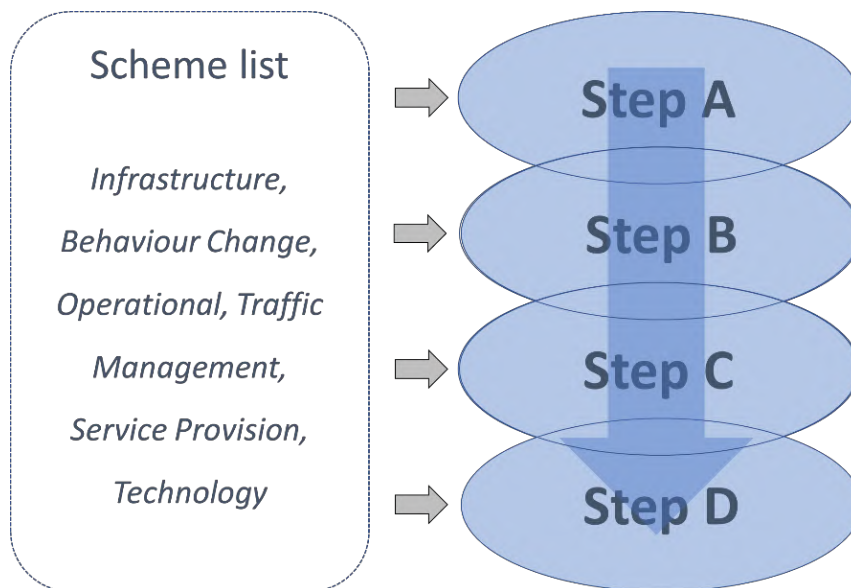 Scheme list
Infrastructure,
Behaviour Change,
Operational, Traffic
Management,
Service Provision,
Technology
Step A
Step B
Step C
Step D